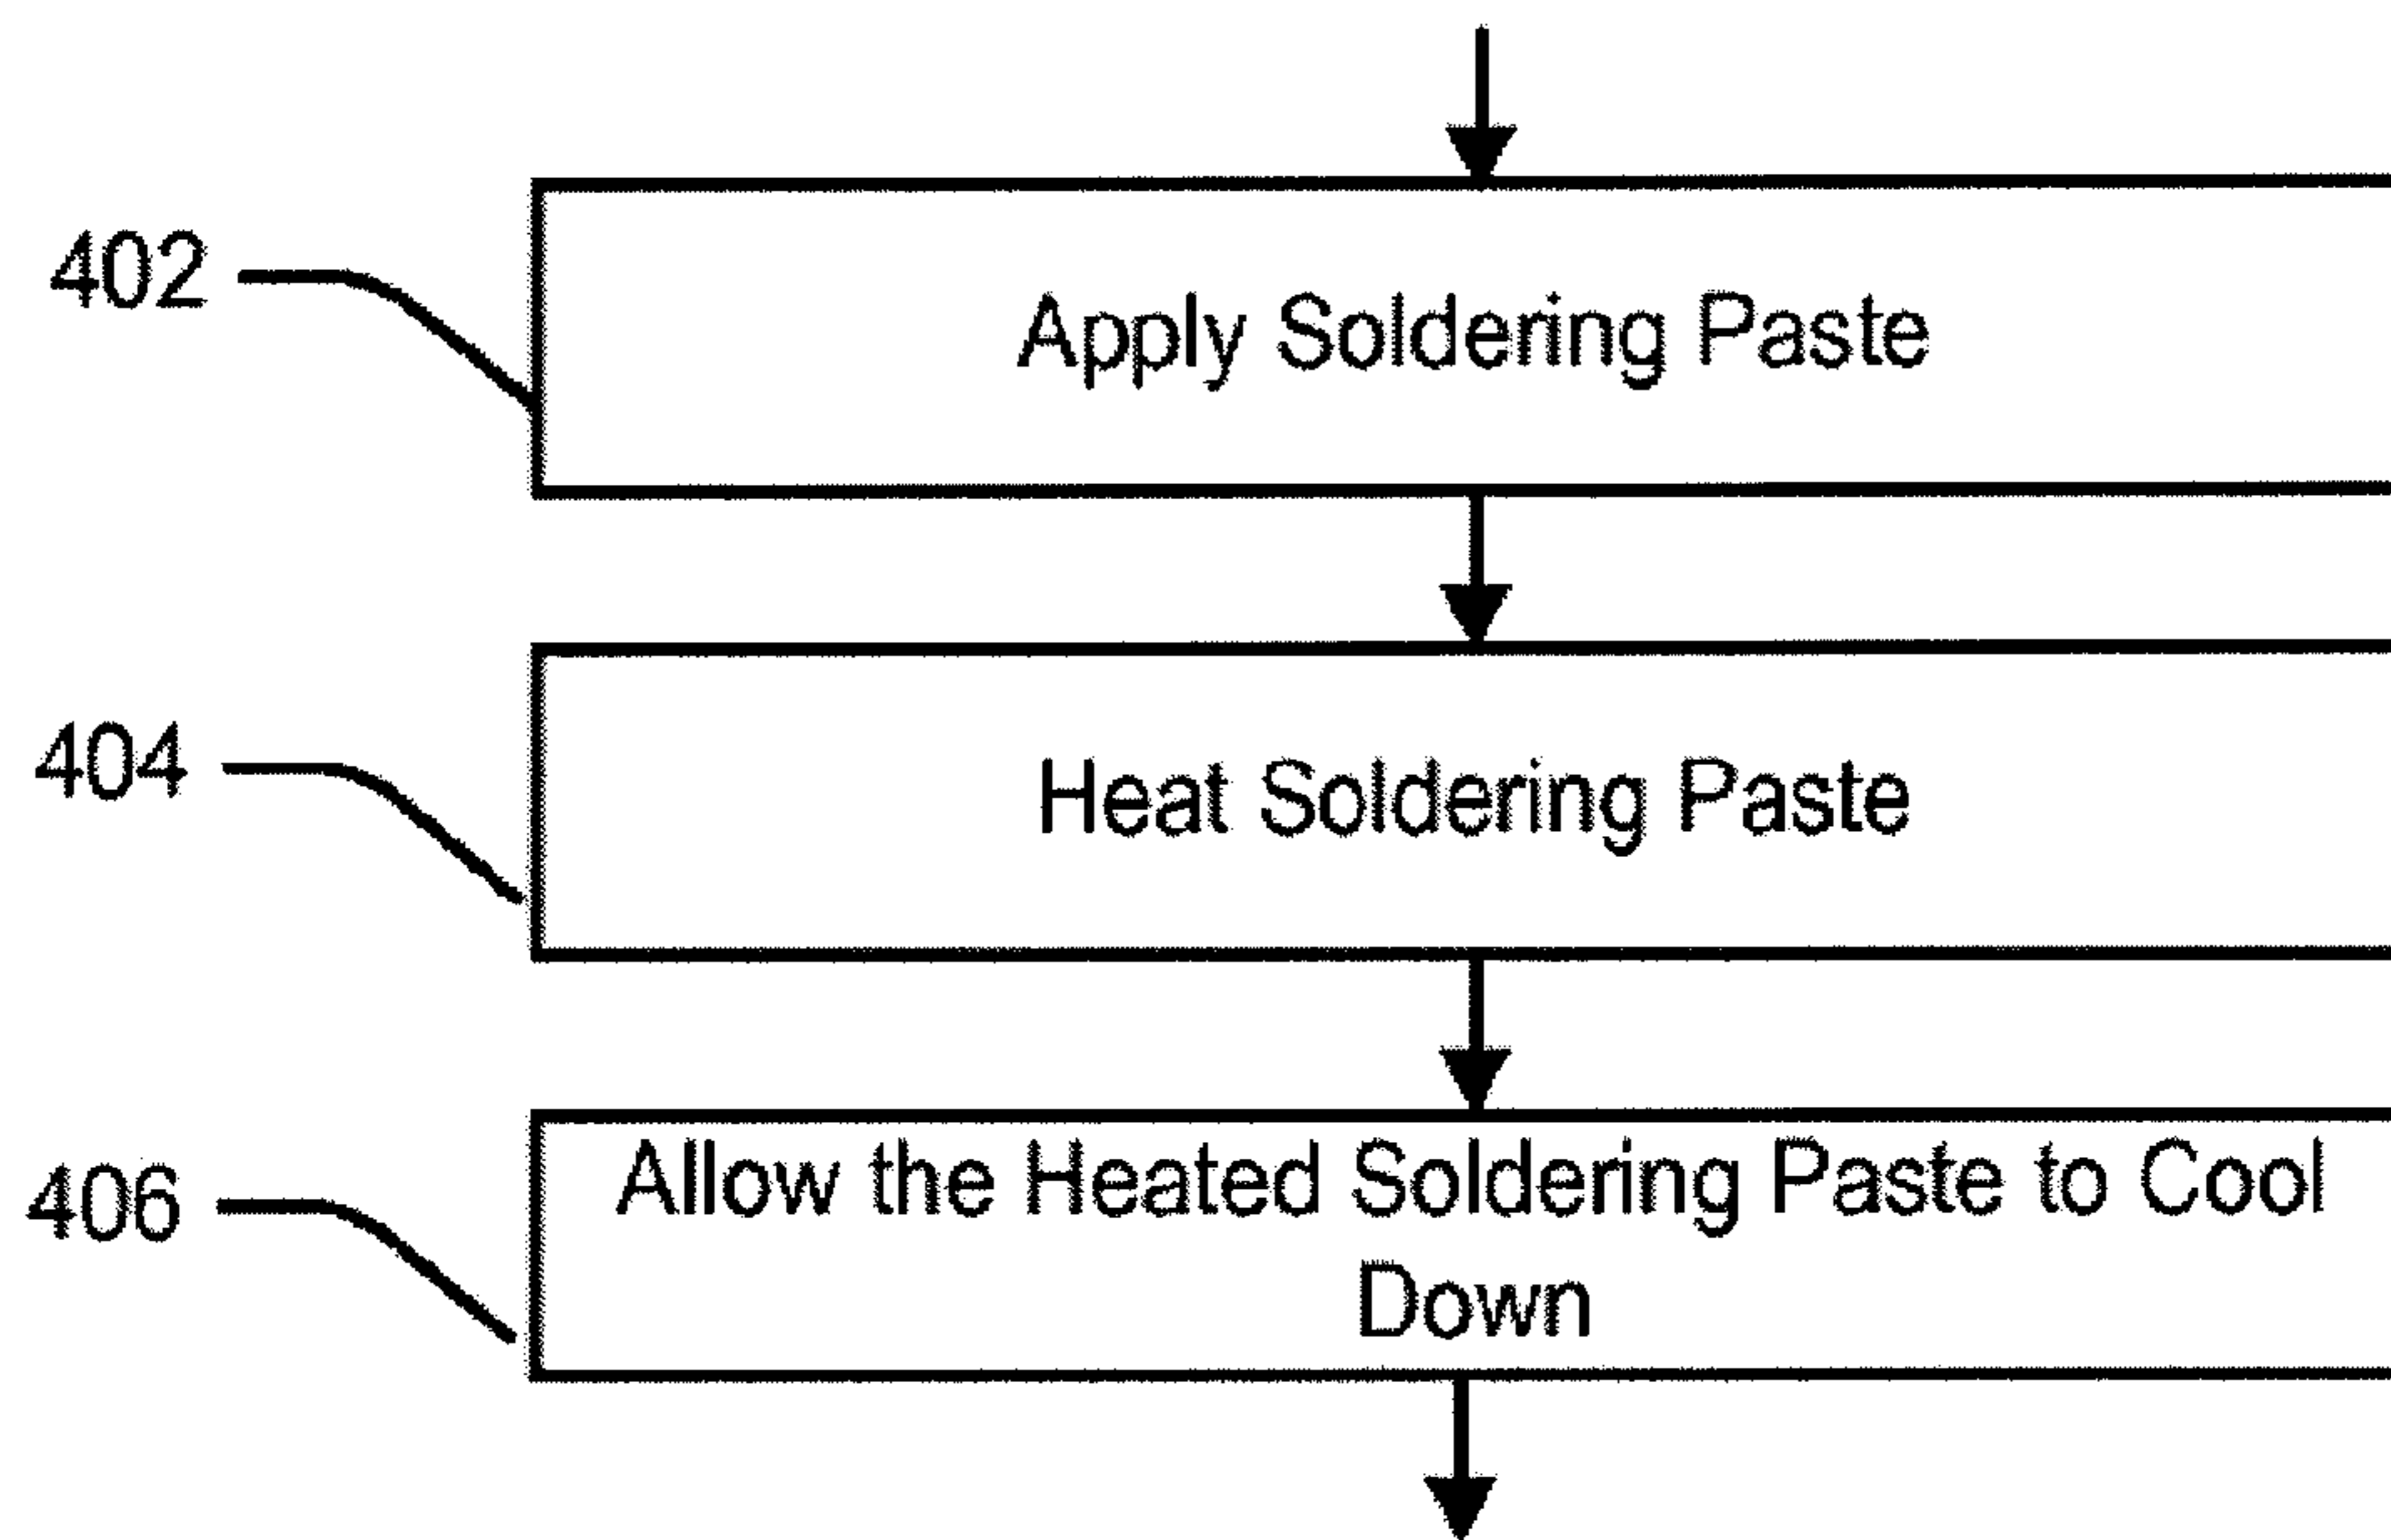 402
Apply Soldering Paste
404
Heat Soldering Paste
406
Allow the Heated Soldering Paste to Cool
Down